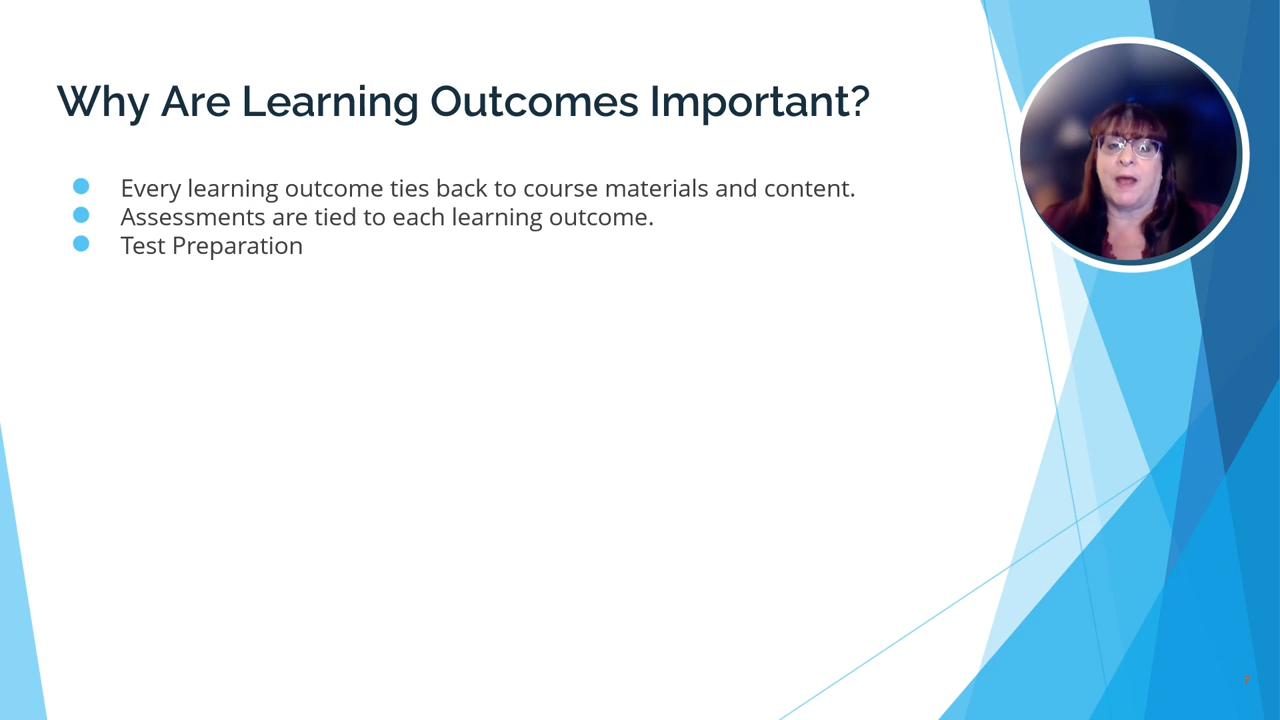 Why Are Learning Outcomes Important?
Every learning outcome ties back to course materials and content.
Assessments are tied to each learning outcome.
Test Preparation
7